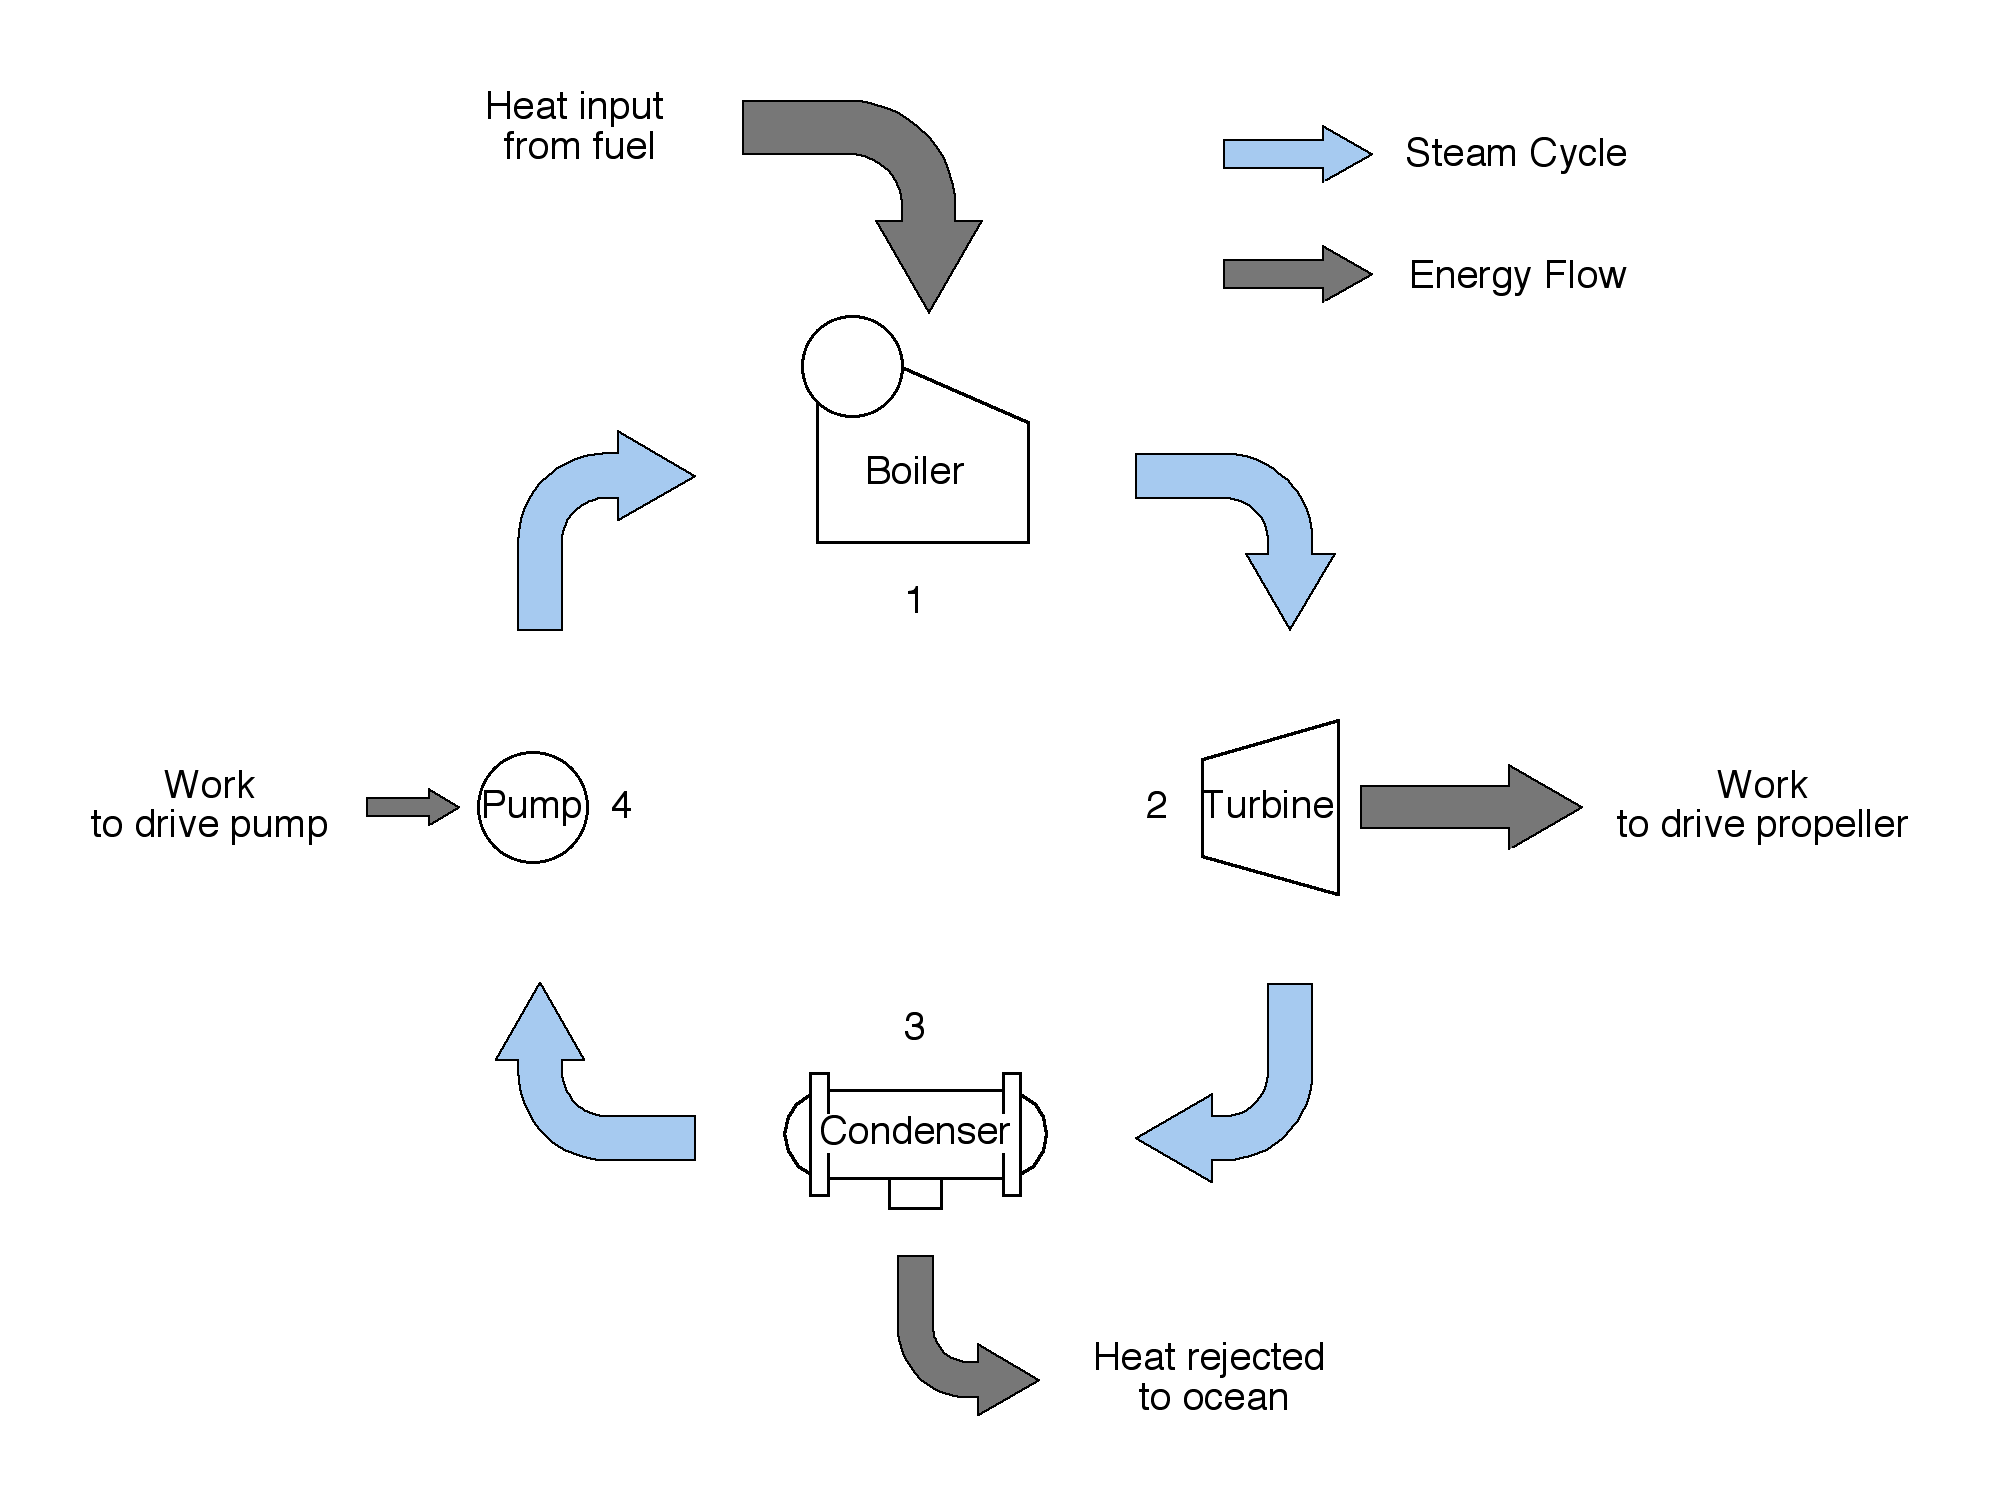 Heat input
from fuel
Steam Cycle
Energy Flow
Boiler
1
Work
to drive pump
Pump
4
2
Turbine
Work
to drive propeller
3
Condenser
Heat rejected
to ocean